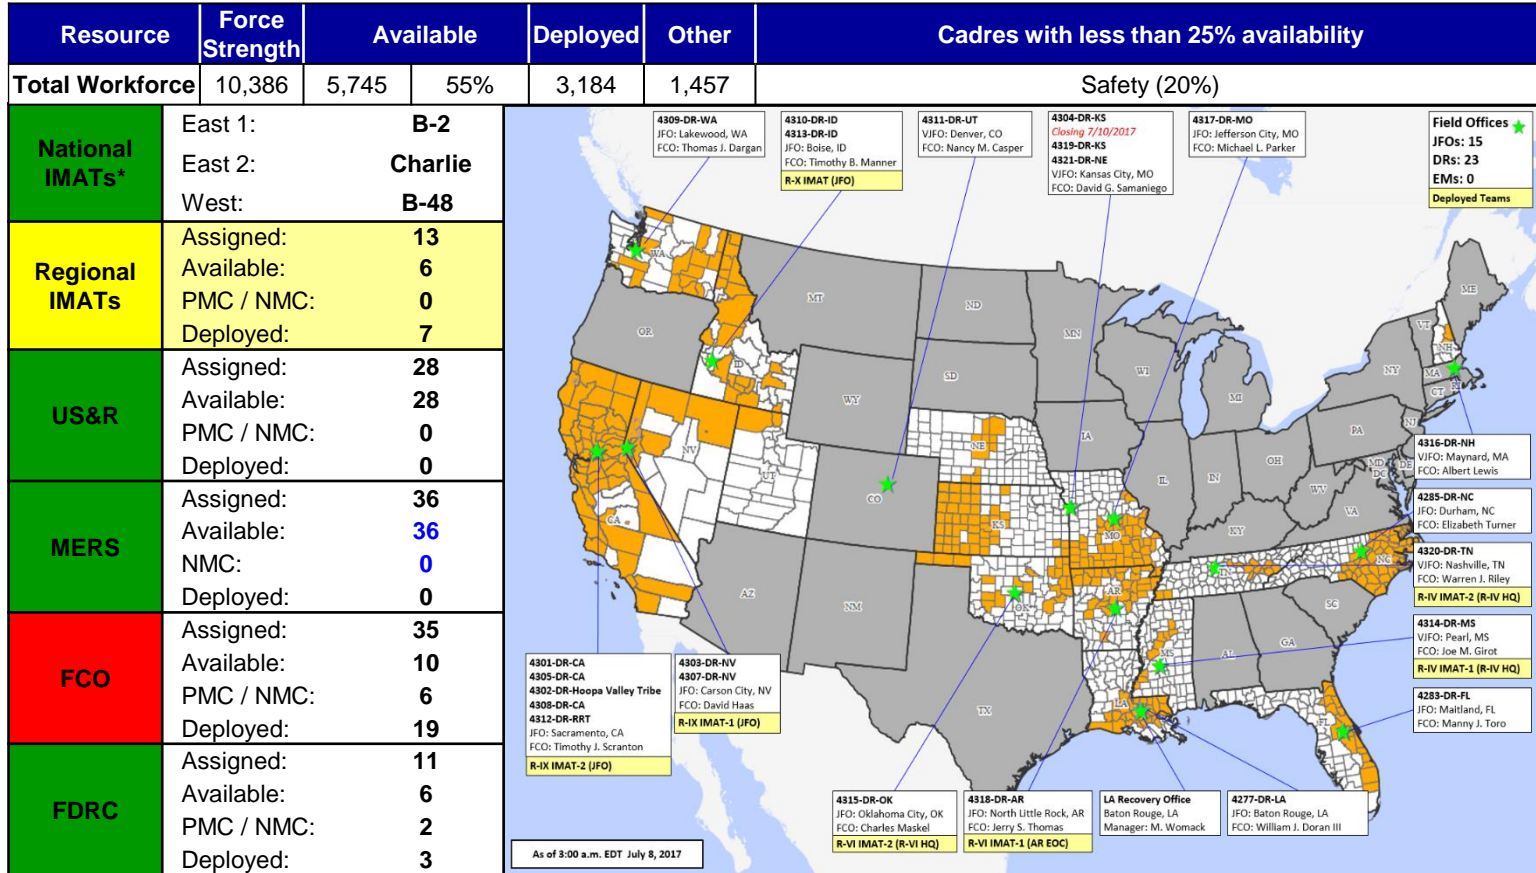 Resource Force Strength Available Deployed Other Cadres with less than 25% availability
Total Workforce 10,386 5,745 55% 3,184 1,457 Safety (20%)
National IMATs*
East 1: B-2
East 2: Charlie
West: B-48
Regional IMATs
Assigned: 13
Available: 6
PMC / NMC: 0
Deployed: 7
US&R
Assigned: 28
Available: 28
PMC / NMC: 0
Deployed: 0
MERS
Assigned: 36
Available: 36
NMC: 0
Deployed: 0
FCO
Assigned: 35
Available: 10
PMC / NMC: 6
Deployed: 19
FDRC
Assigned: 11
Available: 6
PMC / NMC: 2
Deployed: 3
4309-DR-WA
JFO: Lakewood, WA
FCO: Thomas J. Dargan
4310-DR-ID
4313-DR-ID
JFO: Boise, ID
FCO: Timothy B. Manner
R-X IMAT (JFO)
4311-DR-UT
VJFO: Denver, CO
FCO: Nancy M. Casper
4304-DR-KS
Closing 7/10/2017
4319-DR-KS
4321-DR-NE
VJFO: Kansas City, MO
FCO: David G. Samaniego
4317-DR-MO
JFO: Jefferson City, MO
FCO: Michael L. Parker
Field Offices
JFOs: 15
DRs: 23
EMs: 0
Deployed Teams
WA
MT
ND
MN
ME
OR
ID
SD
WI
MI
VT
NH
NY
MA
CT
RI
WY
NE
IA
PA
NJ
NV
UT
CO
KS
MO
IL
IN
OH
WV
MD
DC
DE
VA
KY
CA
AZ
NM
OK
AR
TN
NC
SC
MS
AL
GA
TX
LA
FL
4316-DR-NH
VJFO: Maynard, MA
FCO: Albert Lewis
4285-DR-NC
JFO: Durham, NC
FCO: Elizabeth Turner
4320-DR-TN
VJFO: Nashville, TN
FCO: Warren J. Riley
R-IV IMAT-2 (R-IV HQ)
4314-DR-MS
VJFO: Pearl, MS
FCO: Joe M. Girot
R-IV IMAT-1 (R-IV HQ)
4283-DR-FL
JFO: Maitland, FL
FCO: Manny J. Toro
4301-DR-CA
4305-DR-CA
4302-DR-Hoopa Valley Tribe
4308-DR-CA
4312-DR-RRT
JFO: Sacramento, CA
FCO: Timothy J. Scranton
R-IX IMAT-2 (JFO)
4303-DR-NV
4307-DR-NV
JFO: Carson City, NV
FCO: David Haas
R-IX IMAT-1 (JFO)
4315-DR-OK
JFO: Oklahoma City, OK
FCO: Charles Maskel
R-VI IMAT-2 (R-VI HQ)
4318-DR-AR
JFO: North Little Rock, AR
FCO: Jerry S. Thomas
R-VI IMAT-1 (AR EOC)
LA Recovery Office
Baton Rouge, LA
Manager: M. Womack
4277-DR-LA
JFO: Baton Rouge, LA
FCO: William J. Doran III
As of 3:00 a.m. EDT July 8, 2017